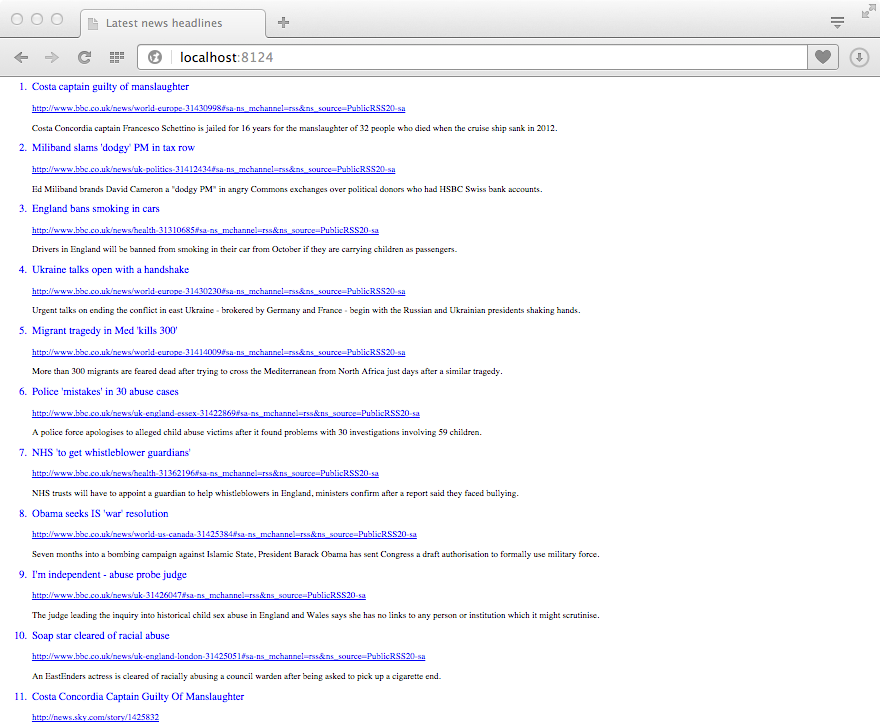 Latest news headlines
localhost:8124
1. Costa captain guilty of manslaughter
http://www.bbc.co.uk/news/world-europe-31430998#sa-ns_mchannel=rss&ns_source=PublicRSS20-sa
Costa Concordia captain Francesco Schettino is jailed for 16 years for the manslaughter of 32 people who died when the cruise ship sank in 2012.
2. Miliband slams 'dodgy' PM in tax row
http://www.bbc.co.uk/news/uk-politics-31412434#sa-ns_mchannel=rss&ns_source=PublicRSS20-sa
Ed Miliband brands David Cameron a "dodgy PM" in angry Commons exchanges over political donors who had HSBC Swiss bank accounts.
3. England bans smoking in cars
http://www.bbc.co.uk/news/health-31310685#sa-ns_mchannel=rss&ns_source=PublicRSS20-sa
Drivers in England will be banned from smoking in their car from October if they are carrying children as passengers.
4. Ukraine talks open with a handshake
http://www.bbc.co.uk/news/world-europe-31430230#sa-ns_mchannel=rss&ns_source=PublicRSS20-sa
Urgent talks on ending the conflict in east Ukraine - brokered by Germany and France - begin with the Russian and Ukrainian presidents shaking hands.
5. Migrant tragedy in Med 'kills 300'
http://www.bbc.co.uk/news/world-europe-31414009#sa-ns_mchannel=rss&ns_source=PublicRSS20-sa
More than 300 migrants are feared dead after trying to cross the Mediterranean from North Africa just days after a similar tragedy.
6. Police 'mistakes' in 30 abuse cases
http://www.bbc.co.uk/news/uk-england-essex-31422869#sa-ns_mchannel=rss&ns_source=PublicRSS20-sa
A police force apologises to alleged child abuse victims after it found problems with 30 investigations involving 59 children.
7. NHS 'to get whistleblower guardians'
http://www.bbc.co.uk/news/health-31362196#sa-ns_mchannel=rss&ns_source=PublicRSS20-sa
NHS trusts will have to appoint a guardian to help whistleblowers in England, ministers confirm after a report said they faced bullying.
8. Obama seeks IS 'war' resolution
http://www.bbc.co.uk/news/world-us-canada-31425384#sa-ns_mchannel=rss&ns_source=PublicRSS20-sa
Seven months into a bombing campaign against Islamic State, President Barack Obama has sent Congress a draft authorisation to formally use military force.
9. I'm independent - abuse probe judge
http://www.bbc.co.uk/news/uk-31426047#sa-ns_mchannel=rss&ns_source=PublicRSS20-sa
The judge leading the inquiry into historical child sex abuse in England and Wales says she has no links to any person or institution which it might scrutinise.
10. Soap star cleared of racial abuse
http://www.bbc.co.uk/news/uk-england-london-31425051#sa-ns_mchannel=rss&ns_source=PublicRSS20-sa
An EastEnders actress is cleared of racially abusing a council warden after being asked to pick up a cigarette end.
11. Costa Concordia Captain Guilty Of Manslaughter
http://news.sky.com/story/1425832